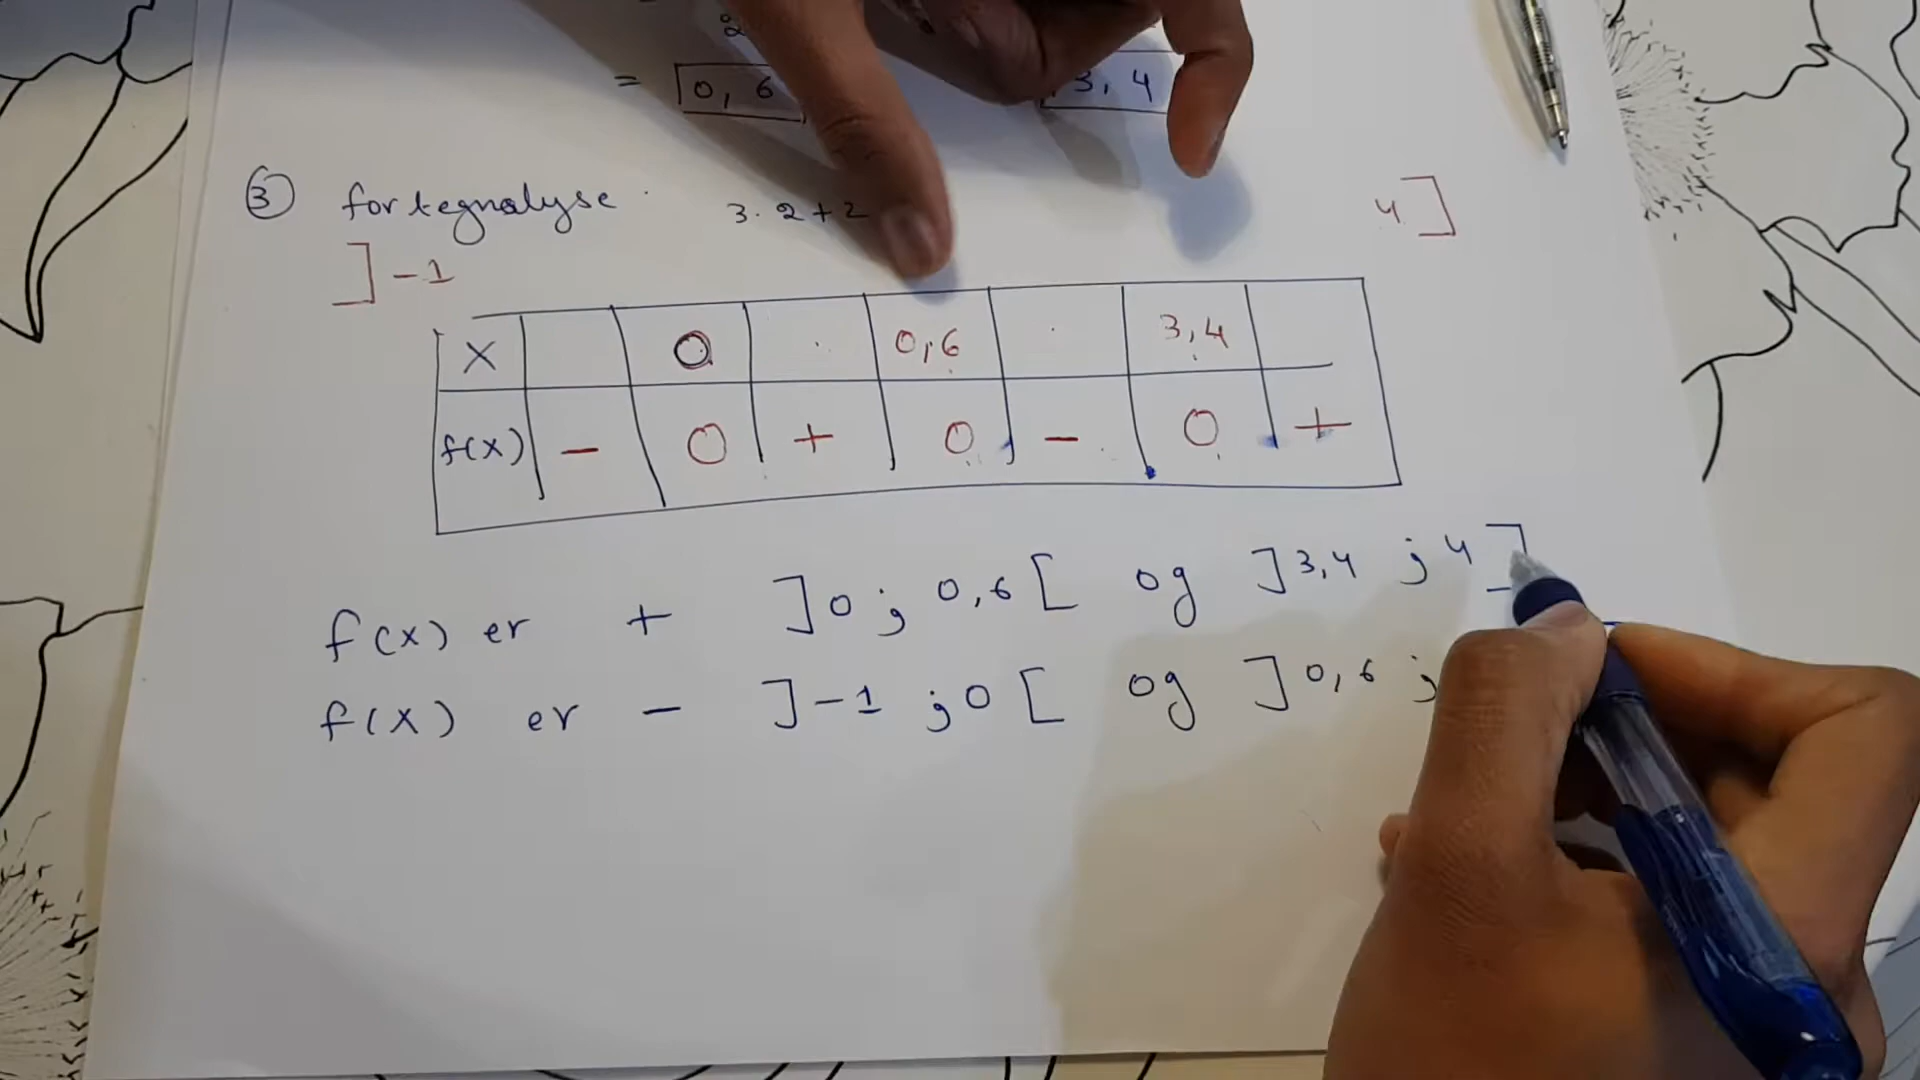 = 0, 6 3, 4
③ fortegnalyse 3. 2 + 2 4]
]-1
X 0 0,6 3,4
f(x) - 0 + 0 - 0 +
f(x) er + ]0 ; 0,6[ og ]3,4 ; 4]
f(x) er - ]-1 ; 0[ og ]0,6 ;